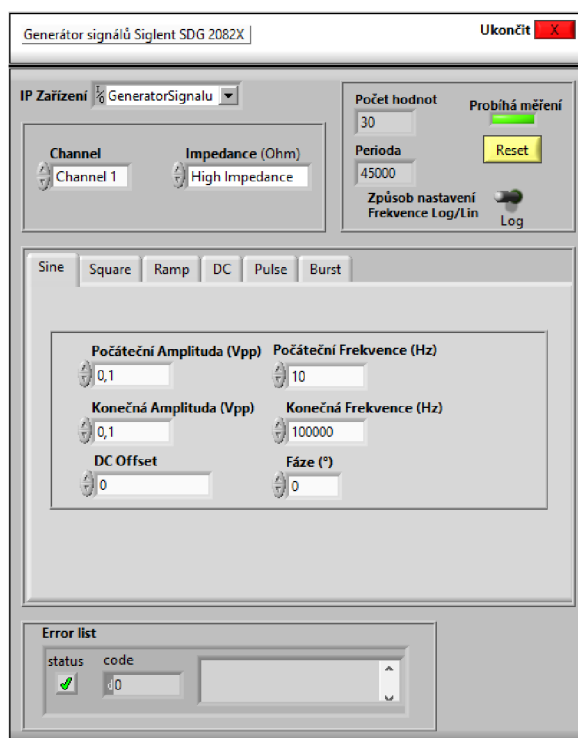 Generátor signálů Siglent SDG 2082X
Ukončit X
IP Zařízení GeneratorSignalu
Channel
Channel 1
Impedance (Ohm)
High Impedance
Počet hodnot
30
Probíhá měření
Perioda
45000
Reset
Způsob nastavení
Frekvence Log/Lin
Log
Sine Square Ramp DC Pulse Burst
Počáteční Amplituda (Vpp) Počáteční Frekvence (Hz)
0,1 10
Konečná Amplituda (Vpp) Konečná Frekvence (Hz)
0,1 100000
DC Offset Fáze (°)
0 0
Error list
status code
d0